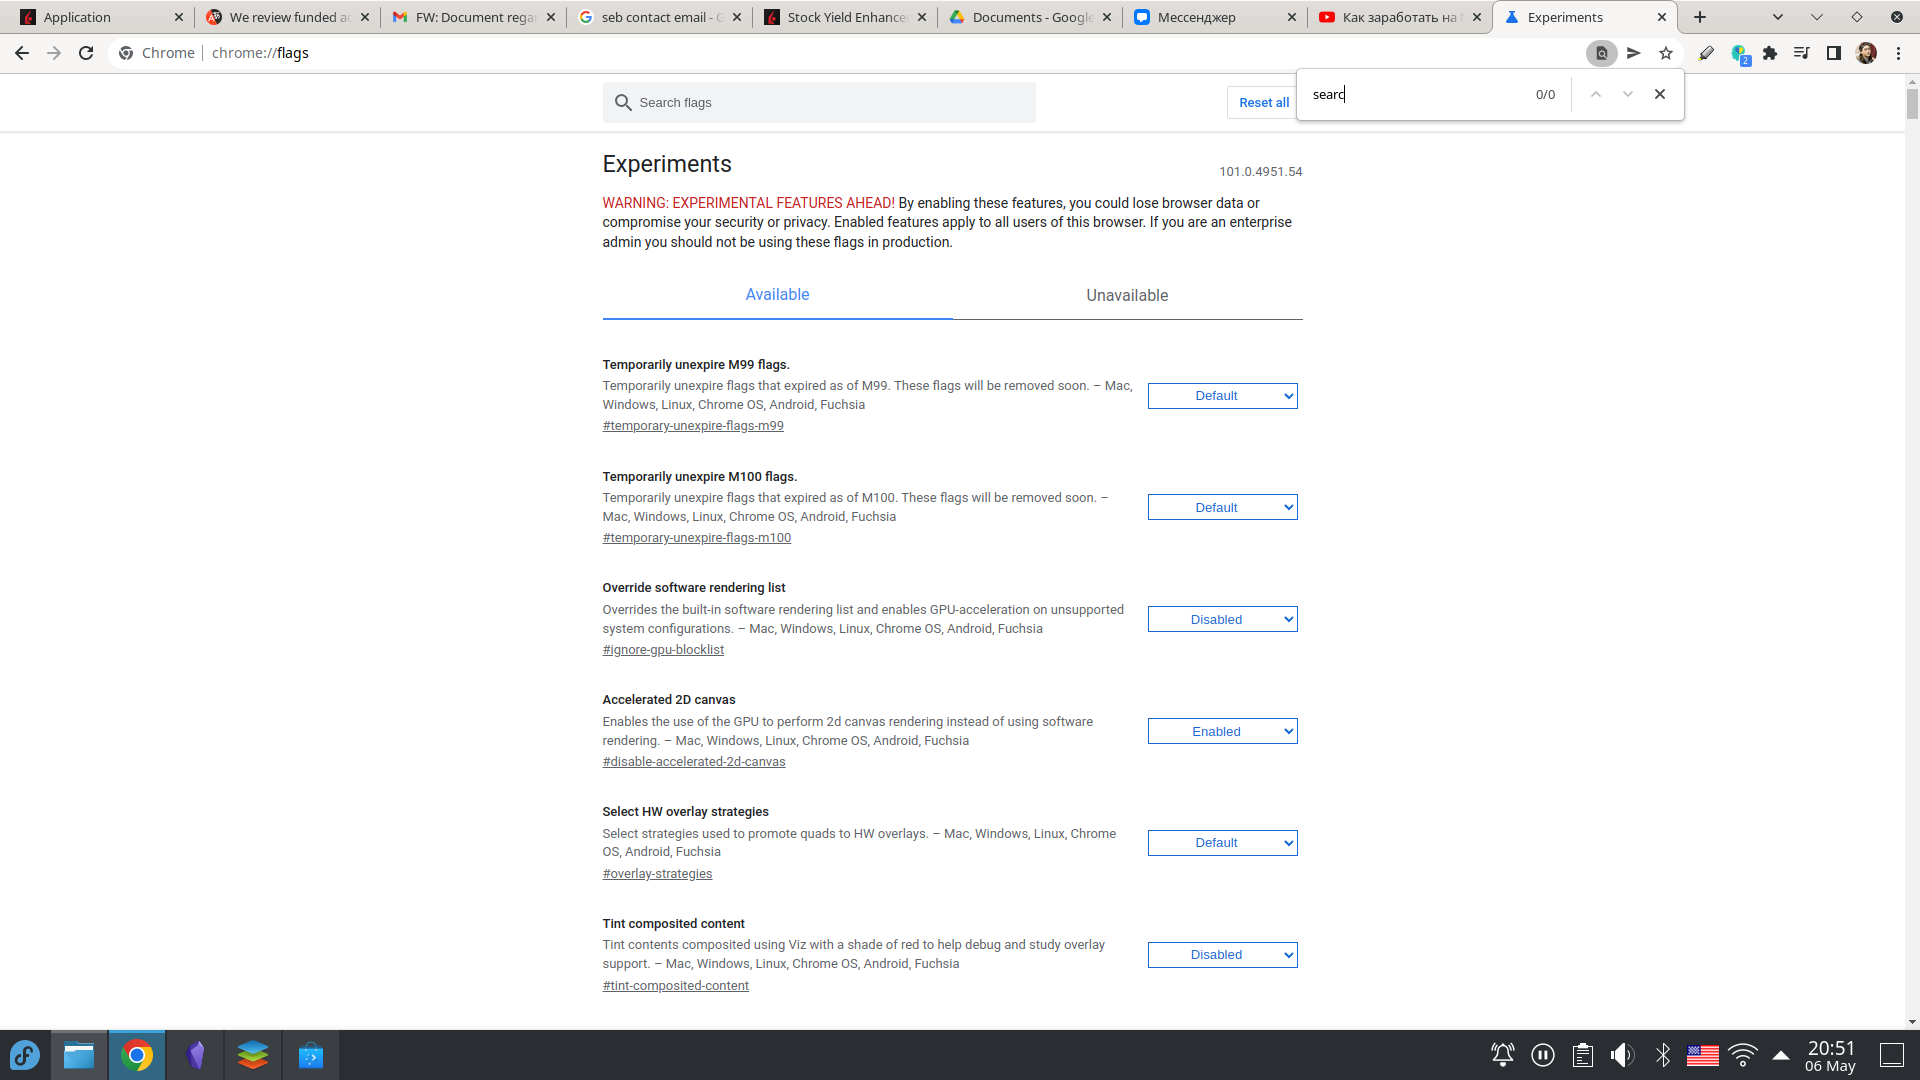 Application
We review funded ac
FW: Document rega
seb contact email - G
Stock Yield Enhance
Documents - Google
Мессенджер
Как заработать на
Experiments
Chrome
chrome://flags
2
Search flags
Reset all
searc
0/0
Experiments
101.0.4951.54
WARNING: EXPERIMENTAL FEATURES AHEAD! By enabling these features, you could lose browser data or
compromise your security or privacy. Enabled features apply to all users of this browser. If you are an enterprise
admin you should not be using these flags in production.
Available
Unavailable
Temporarily unexpire M99 flags.
Temporarily unexpire flags that expired as of M99. These flags will be removed soon. – Mac,
Windows, Linux, Chrome OS, Android, Fuchsia
#temporary-unexpire-flags-m99
Default
Temporarily unexpire M100 flags.
Temporarily unexpire flags that expired as of M100. These flags will be removed soon. –
Mac, Windows, Linux, Chrome OS, Android, Fuchsia
#temporary-unexpire-flags-m100
Default
Override software rendering list
Overrides the built-in software rendering list and enables GPU-acceleration on unsupported
system configurations. – Mac, Windows, Linux, Chrome OS, Android, Fuchsia
#ignore-gpu-blocklist
Disabled
Accelerated 2D canvas
Enables the use of the GPU to perform 2d canvas rendering instead of using software
rendering. – Mac, Windows, Linux, Chrome OS, Android, Fuchsia
#disable-accelerated-2d-canvas
Enabled
Select HW overlay strategies
Select strategies used to promote quads to HW overlays. – Mac, Windows, Linux, Chrome
OS, Android, Fuchsia
#overlay-strategies
Default
Tint composited content
Tint contents composited using Viz with a shade of red to help debug and study overlay
support. – Mac, Windows, Linux, Chrome OS, Android, Fuchsia
#tint-composited-content
Disabled
20:51
06 May